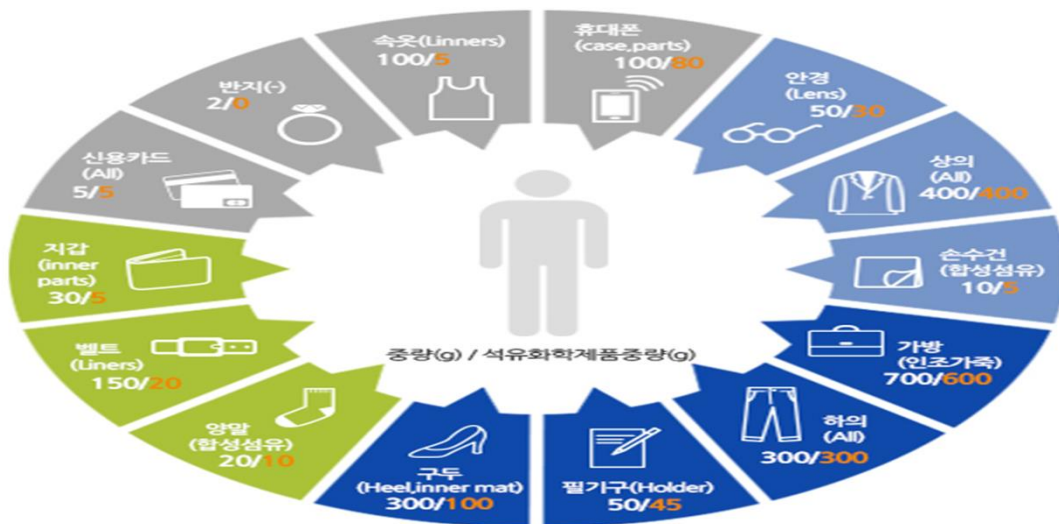 속옷(Linners)
100/5
휴대폰
(case,parts)
100/80
안경
(Lens)
50/30
상의
(All)
400/400
손수건
(합성섬유)
10/5
가방
(인조가죽)
700/600
하의
(All)
300/300
필기구(Holder)
50/45
구두
(Heel,inner mat)
300/100
양말
(합성섬유)
20/10
벨트
(Liners)
150/20
지갑
(inner
parts)
30/5
신용카드
(All)
5/5
반지(-)
2/0
중량(g) / 석유화학제품중량(g)